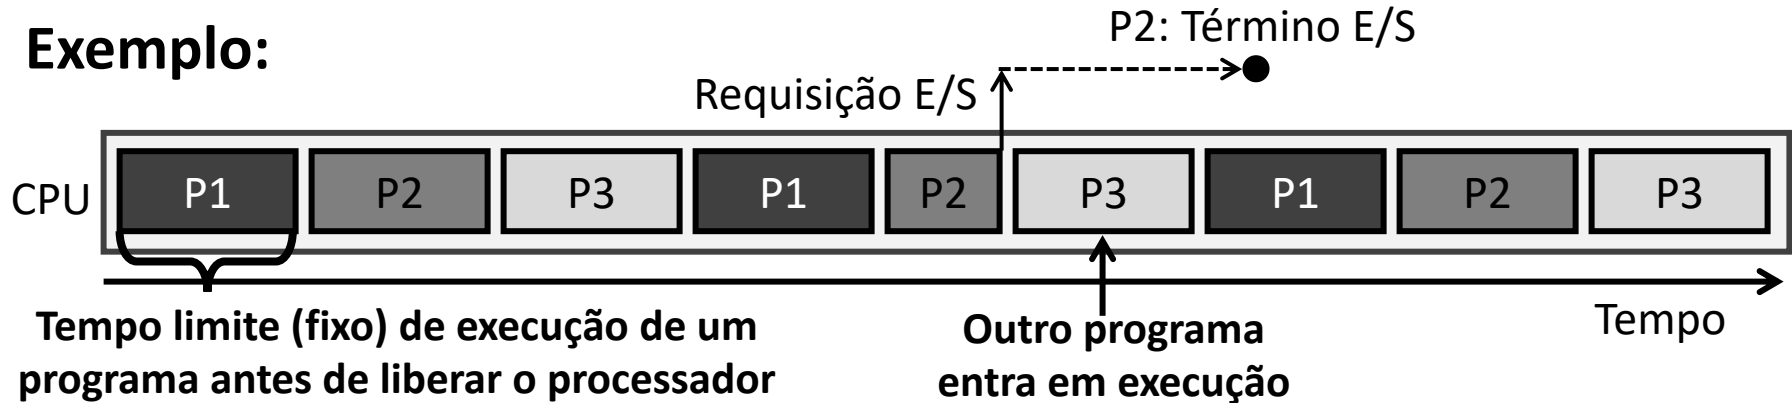 Exemplo:
P2: Término E/S
Requisição E/S
CPU P1 P2 P3 P1 P2 P3 P1 P2 P3
Tempo
Tempo limite (fixo) de execução de um
programa antes de liberar o processador
Outro programa
entra em execução